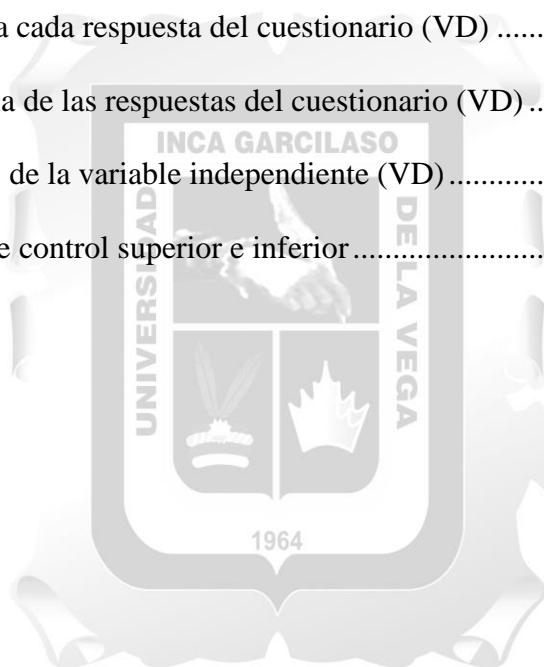 a cada respuesta del cuestionario (VD) ......
a de las respuestas del cuestionario (VD) ..
INCA GARCILASO
de la variable independiente (VD) .............
e control superior e inferior ........................
UNIVERSIDAD
DE LA VEGA
1964